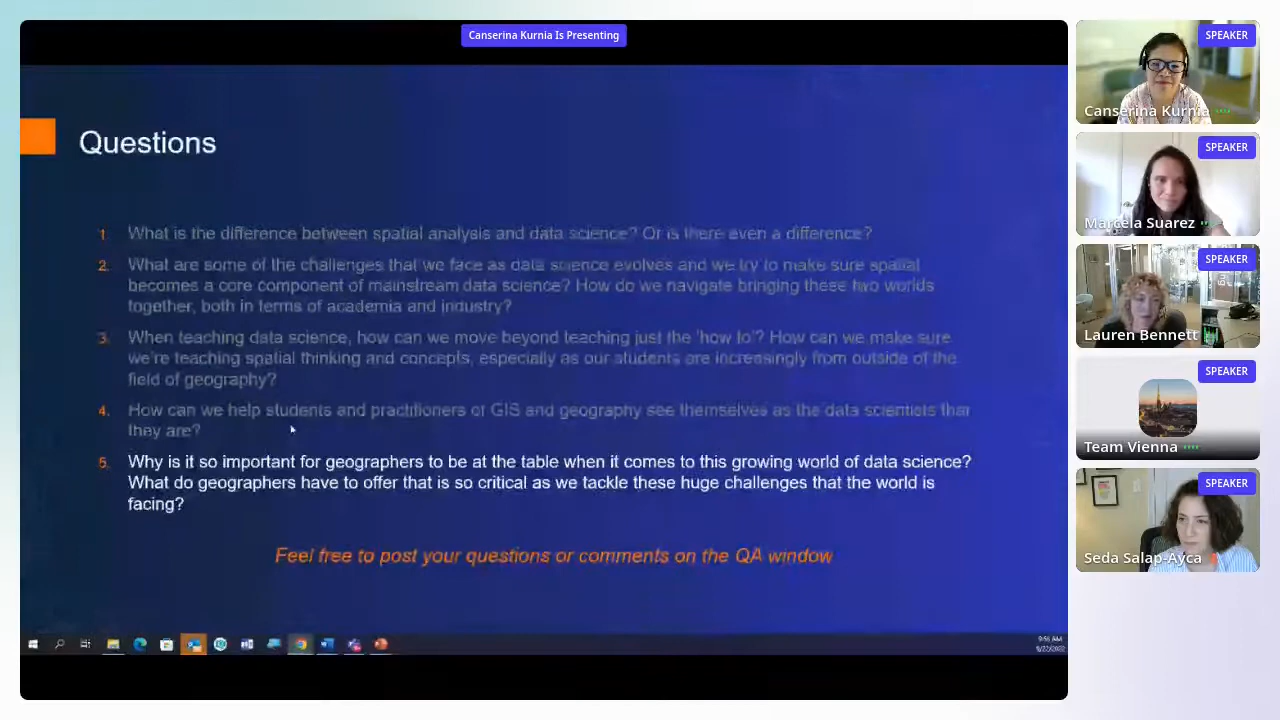 Canserina Kurnia Is Presenting
Questions
1. What is the difference between spatial analysis and data science? Or is there even a difference?
2. What are some of the challenges that we face as data science evolves and we try to make sure spatial
becomes a core component of mainstream data science? How do we navigate bringing these two worlds
together, both in terms of academia and industry?
3. When teaching data science, how can we move beyond teaching just the 'how to'? How can we make sure
we're teaching spatial thinking and concepts, especially as our students are increasingly from outside of the
field of geography?
4. How can we help students and practitioners of GIS and geography see themselves as the data scientists that
they are?
5. Why is it so important for geographers to be at the table when it comes to this growing world of data science?
What do geographers have to offer that is so critical as we tackle these huge challenges that the world is
facing?
Feel free to post your questions or comments on the QA window
SPEAKER
Canserina Kurnia
SPEAKER
Marcela Suarez
SPEAKER
Lauren Bennett
SPEAKER
Team Vienna
SPEAKER
Seda Salap-Ayca